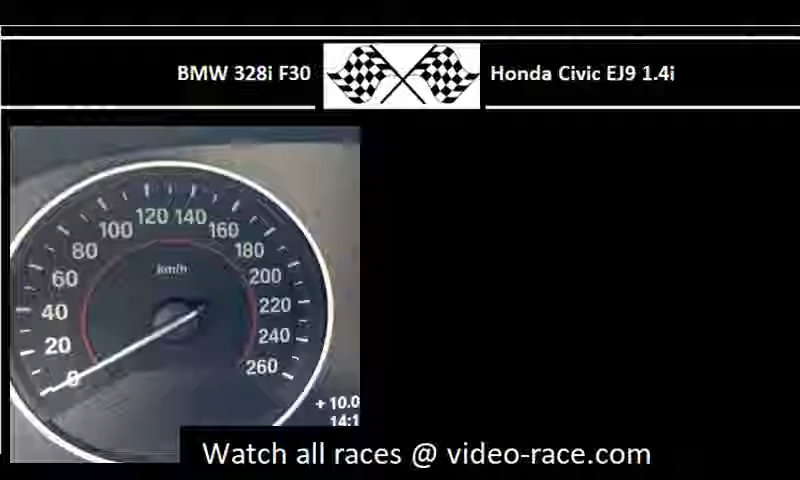 BMW 328i F30
Honda Civic EJ9 1.4i
120 140
100 160
80 180
km/h
60 200
40 220
20 240
0 260
+ 10.0
14:1
Watch all races @ video-race.com